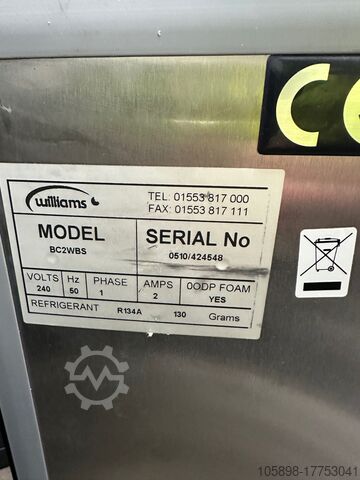 CE
williams
TEL: 01553 817 000
FAX: 01553 817 111
MODEL
BC2WBS
SERIAL No
0510/424548
VOLTS Hz PHASE AMPS 0ODP FOAM
240 50 1 2 YES
REFRIGERANT R134A 130 Grams
105898-17753041